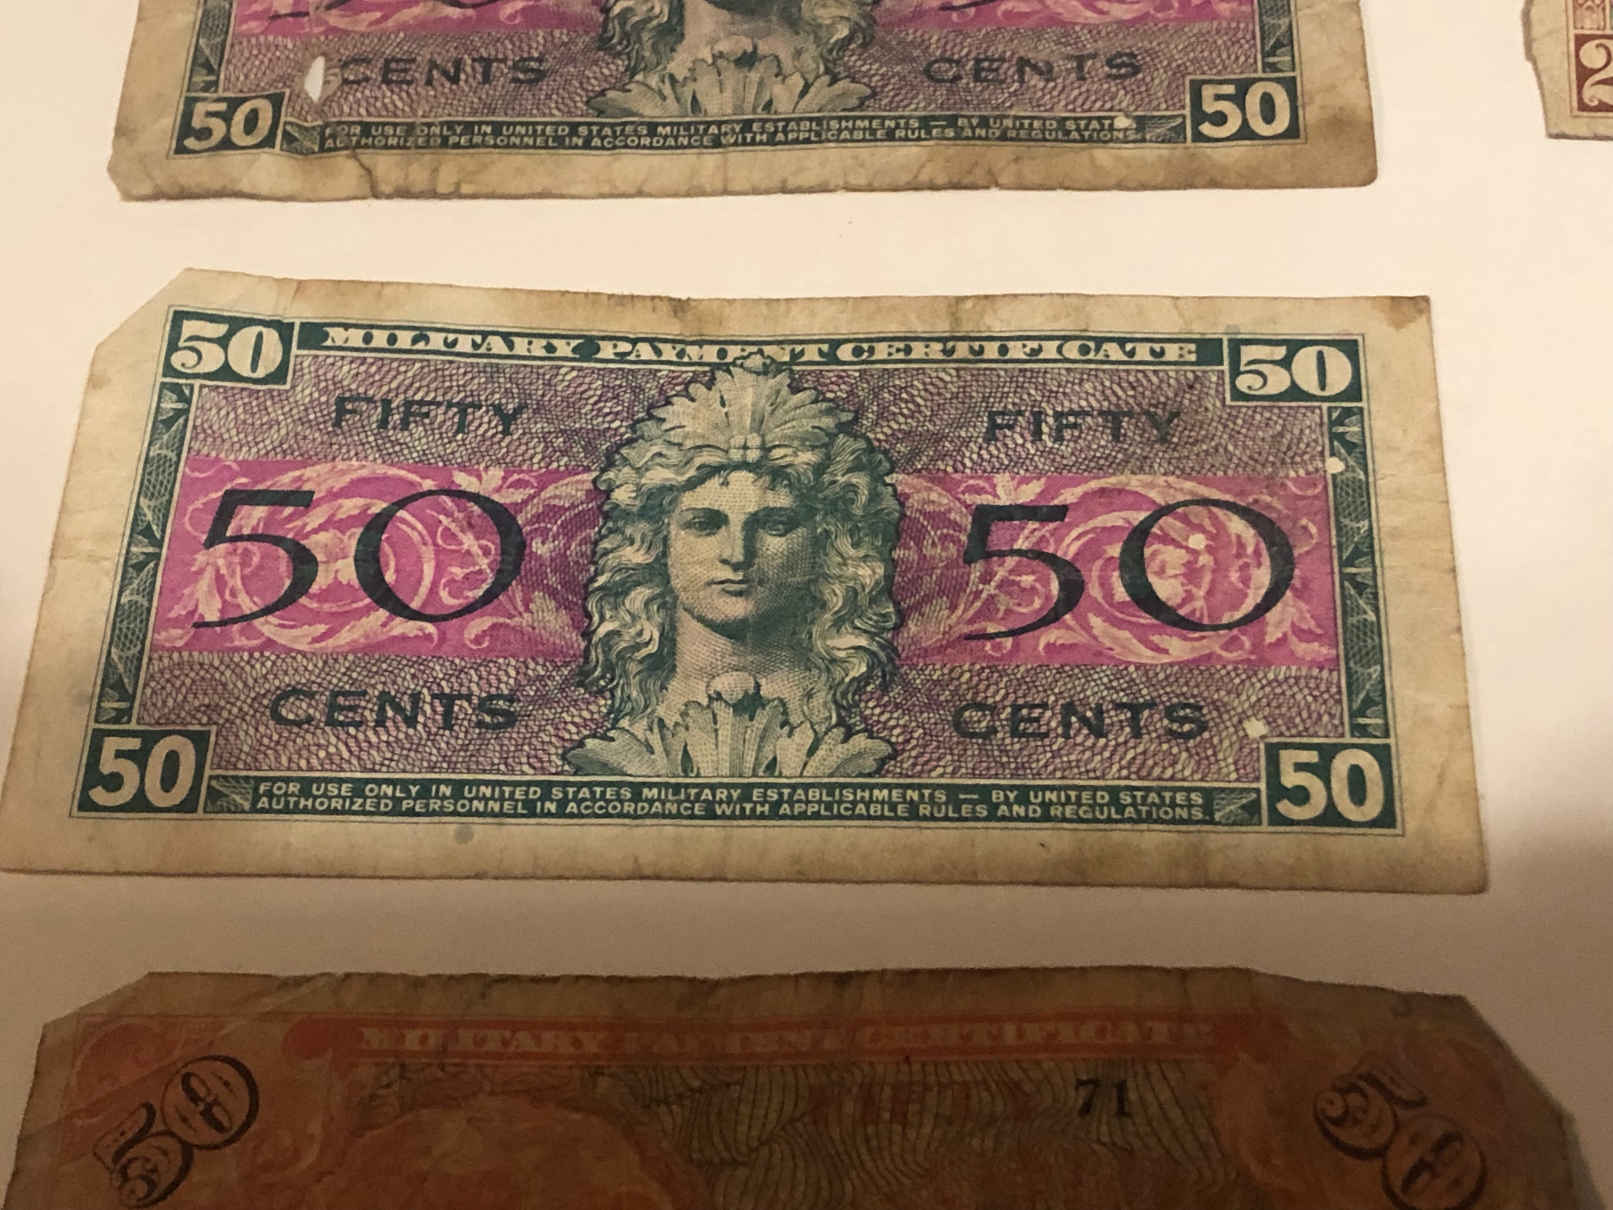 CENTS CENTS
50 50
FOR USE ONLY IN UNITED STATES MILITARY ESTABLISHMENTS — BY UNITED STAT
AUTHORIZED PERSONNEL IN ACCORDANCE WITH APPLICABLE RULES AND REGULATIONS.
2
50 MILITARY PAYMENT CERTIFICATE 50
FIFTY FIFTY
50 50
CENTS CENTS
50 50
FOR USE ONLY IN UNITED STATES MILITARY ESTABLISHMENTS — BY UNITED STATES
AUTHORIZED PERSONNEL IN ACCORDANCE WITH APPLICABLE RULES AND REGULATIONS.
MILITARY PAYMENT CERTIFICATE
50 71 50